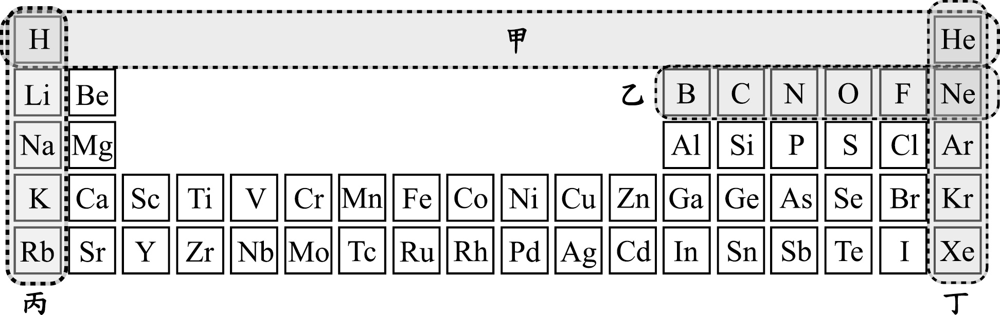 H 甲 He
Li Be 乙 B C N O F Ne
Na Mg Al Si P S Cl Ar
K Ca Sc Ti V Cr Mn Fe Co Ni Cu Zn Ga Ge As Se Br Kr
Rb Sr Y Zr Nb Mo Tc Ru Rh Pd Ag Cd In Sn Sb Te I Xe
丙 丁